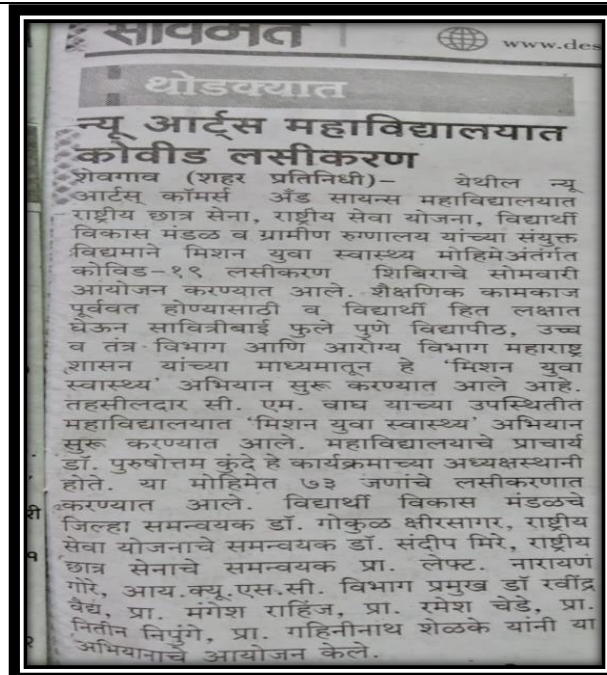 सार्वमत
www.des
थोडक्यात
न्यू आर्ट्स महाविद्यालयात
कोवीड लसीकरण
शेवगाव (शहर प्रतिनिधी)– येथील न्यू
आर्टस् कॉमर्स अँड सायन्स महाविद्यालयात
राष्ट्रीय छात्र सेना, राष्ट्रीय सेवा योजना, विद्यार्थी
विकास मंडळ व ग्रामीण रुग्णालय यांच्या संयुक्त
विद्यमाने मिशन युवा स्वास्थ्य मोहिमेअंतंर्गत
कोविड-१९ लसीकरण शिबिराचे सोमवारी
आयोजन करण्यात आले. शैक्षणिक कामकाज
पूर्ववत होण्यासाठी व विद्यार्थी हित लक्षात
घेऊन सावित्रीबाई फुले पुणे विद्यापीठ, उच्च
व तंत्र विभाग आणि आरोग्य विभाग महाराष्ट्र
शासन यांच्या माध्यमातून हे 'मिशन युवा
स्वास्थ्य' अभियान सुरू करण्यात आले आहे.
तहसीलदार सी. एम. वाघ याच्या उपस्थितीत
महाविद्यालयात 'मिशन युवा स्वास्थ्य' अभियान
सुरू करण्यात आले. महाविद्यालयाचे प्राचार्य
डॉ. पुरुषोत्तम कुंदे हे कार्यक्रमाच्या अध्यक्षस्थानी
होते. या मोहिमेत ७३ जणांचे लसीकरणात
करण्यात आले. विद्यार्थी विकास मंडळचे
जिल्हा समन्वयक डॉ. गोकुळ क्षीरसागर, राष्ट्रीय
सेवा योजनाचे समन्वयक डॉ. संदीप मिरे, राष्ट्रीय
छात्र सेनाचे समन्वयक प्रा. लेफ्ट. नारायण
गोरे, आय.क्यू.एस.सी. विभाग प्रमुख डॉ रवींद्र
वैद्य, प्रा. मंगेश राहिंज, प्रा. रमेश चेडे, प्रा.
नितीन निपुंगे, प्रा. गहिनीनाथ शेळके यांनी या
अभियानाचे आयोजन केले.